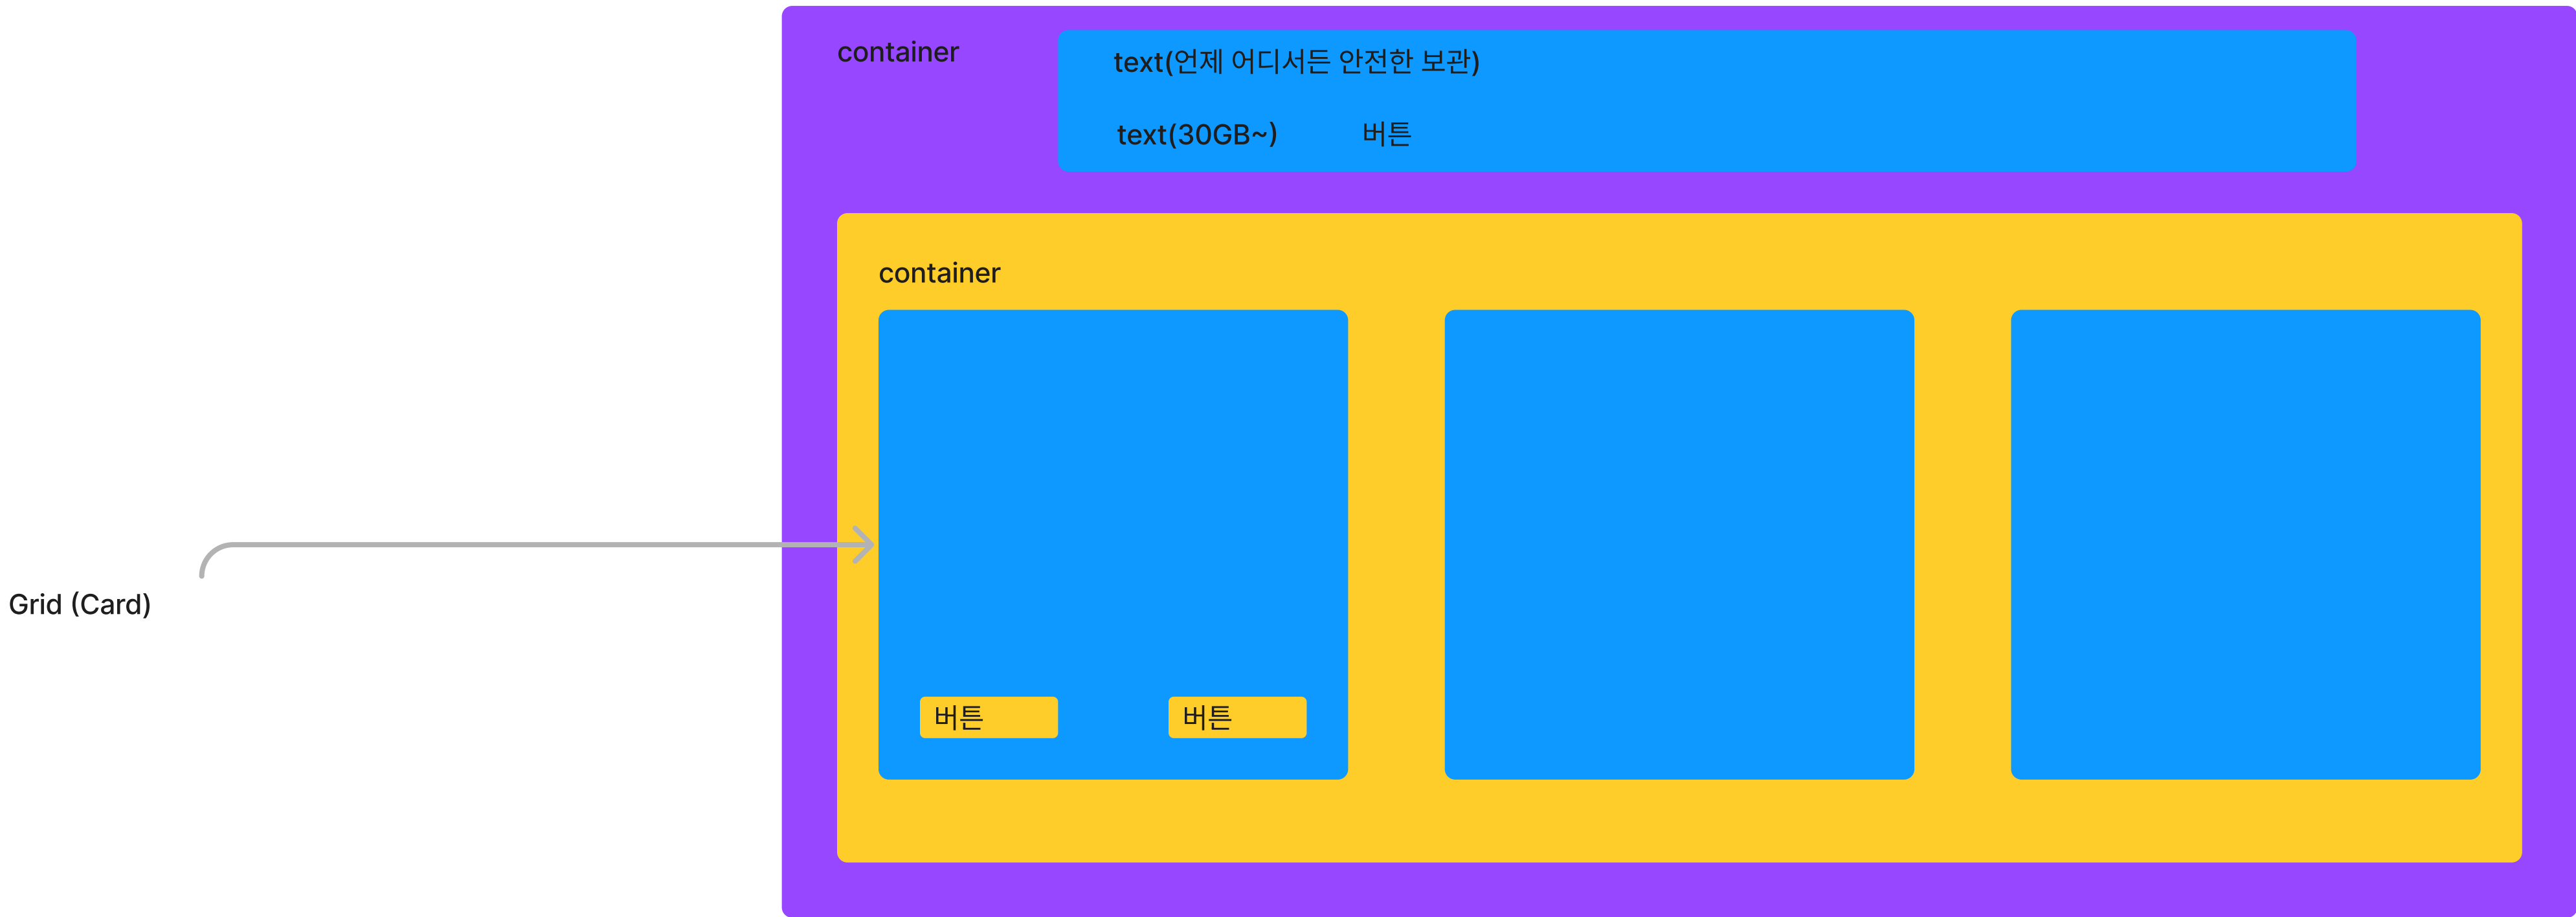 container
text(언제 어디서든 안전한 보관)
text(30GB~) 버튼
container
Grid (Card)
버튼 버튼